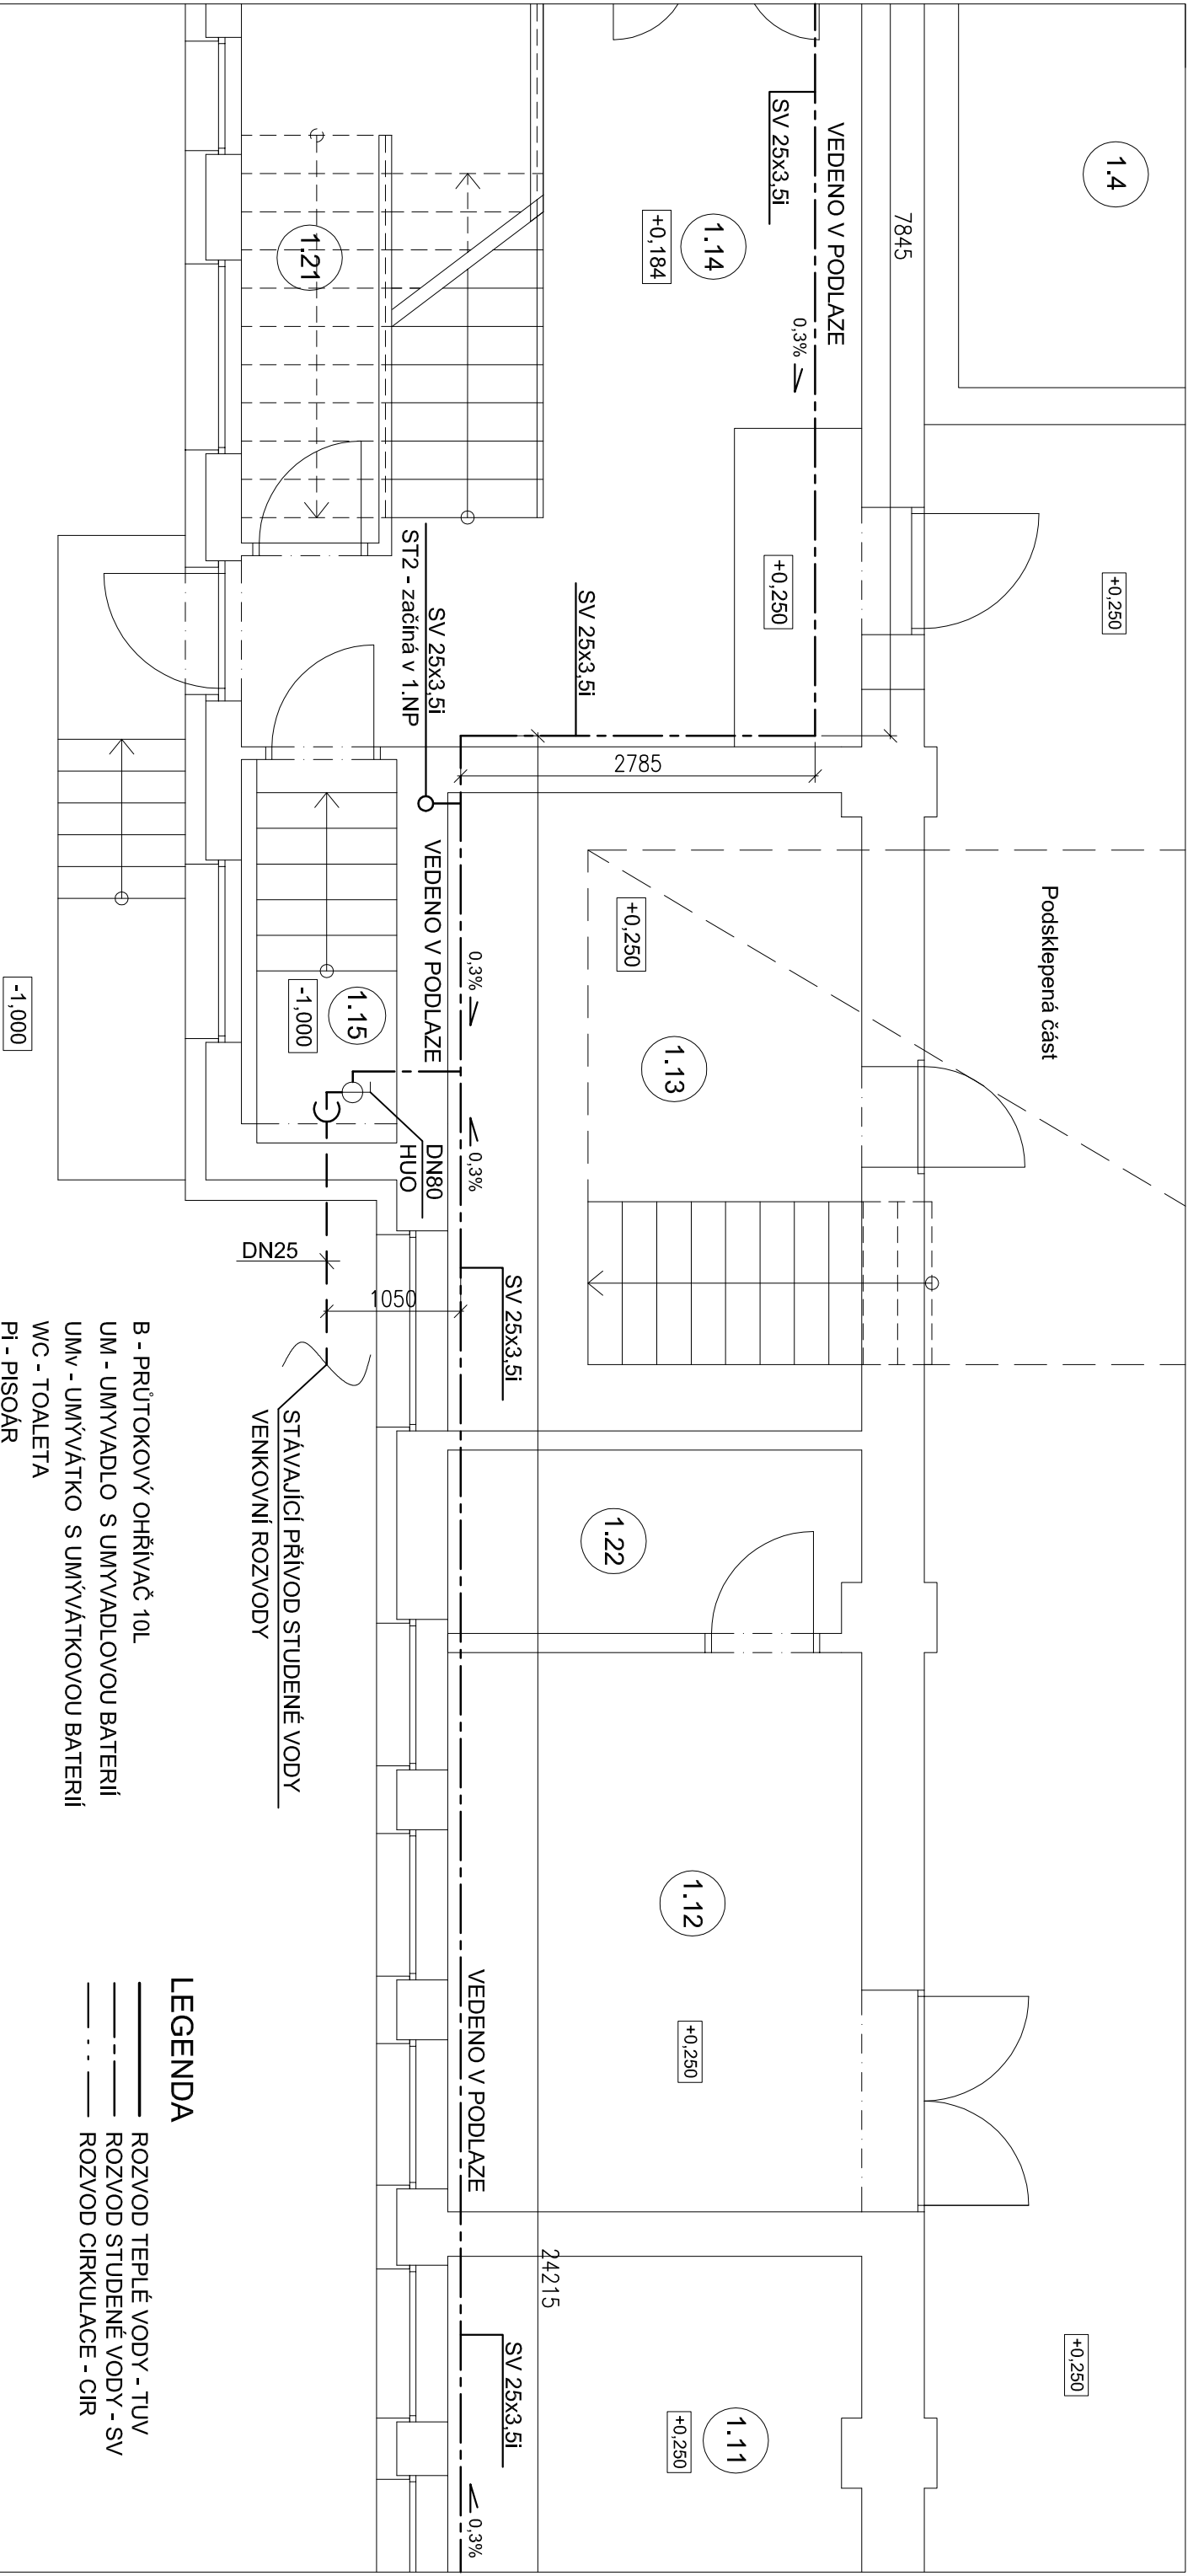 1.4
7845
VEDENO V PODLAZE
SV 25x3,5i
1.14
+0,184
0,3%
1.21
+0,250
+0,250
SV 25x3,5i
SV 25x3,5i
ST2 - začíná v 1.NP
2785
Podsklepená část
+0,250
1.13
VEDENO V PODLAZE
0,3%
0,3%
1.15
-1,000
-1,000
DN80
HUO
DN25
1050
SV 25x3,5i
STÁVAJÍCÍ PŘÍVOD STUDENÉ VODY
VENKOVNÍ ROZVODY
1.22
1.12
+0,250
VEDENO V PODLAZE
24215
SV 25x3,5i
1.11
+0,250
+0,250
0,3%
B - PRŮTOKOVÝ OHŘÍVAČ 10L
UM - UMYVADLO S UMYVADLOVOU BATERIÍ
UMv - UMÝVÁTKO S UMÝVÁTKOVOU BATERIÍ
WC - TOALETA
Pi - PISOÁR
LEGENDA
ROZVOD TEPLÉ VODY - TUV
ROZVOD STUDENÉ VODY - SV
ROZVOD CIRKULACE - CIR